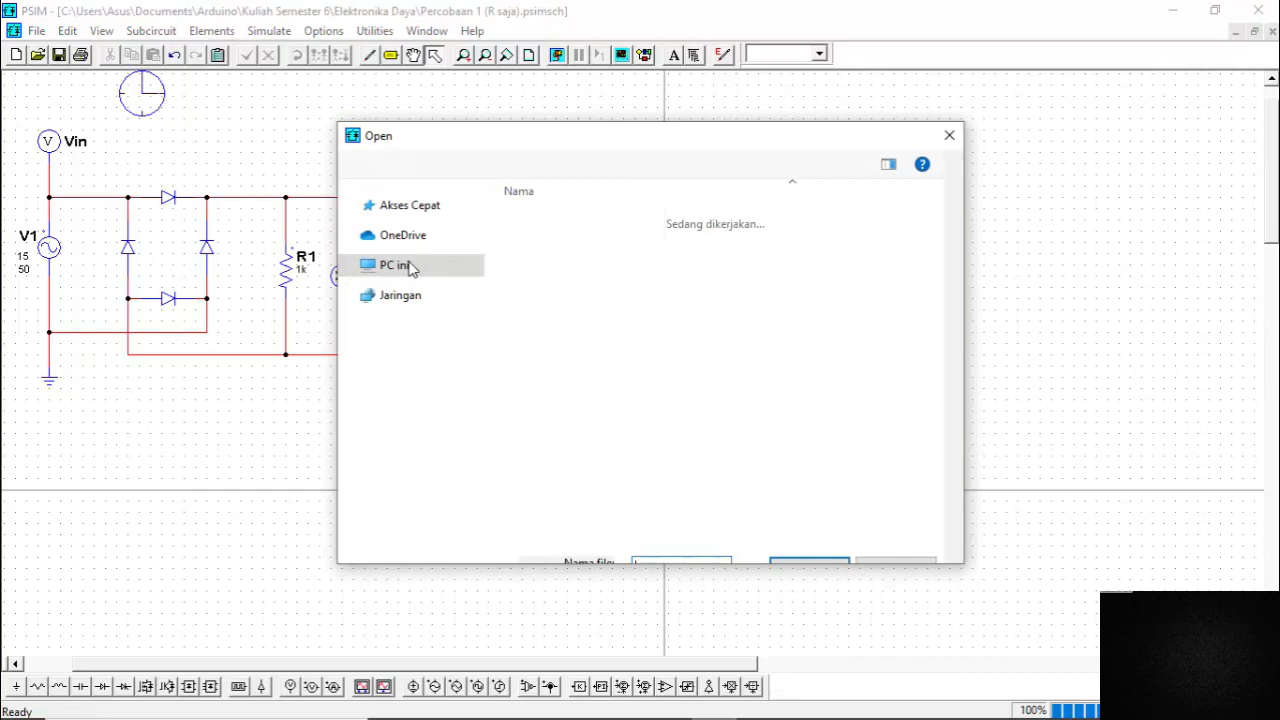 PSIM - [C:\Users\Asus\Documents\Arduino\Kuliah Semester 6\Elektronika Daya\Percobaan 1 (R saja).psimsch]
File Edit View Subcircuit Elements Simulate Options Utilities Window Help
Open
Nama
Akses Cepat
Sedang dikerjakan...
OneDrive
PC ini
Jaringan
Nama file:
V Vin
V1
15
50
R1
1k
Ready
100%